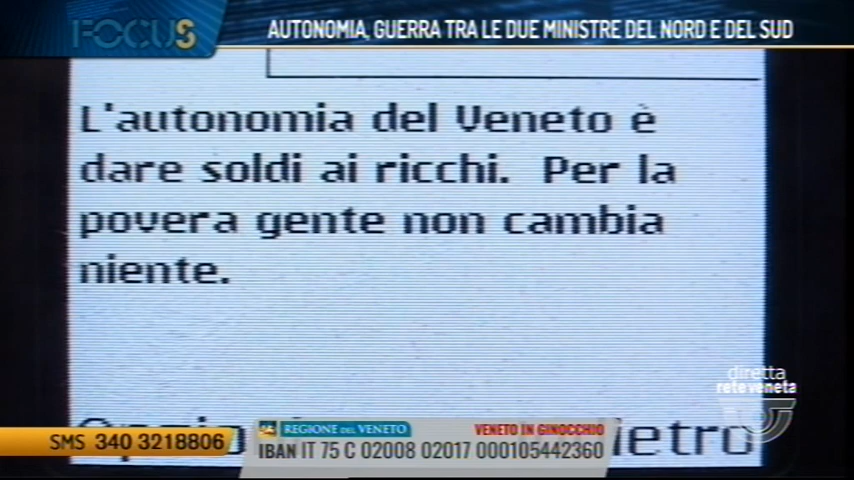 FOCUS
AUTONOMIA, GUERRA TRA LE DUE MINISTRE DEL NORD E DEL SUD
L'autonomia del Veneto è
dare soldi ai ricchi. Per la
povera gente non cambia
niente.
diretta
reteveneta
SMS 340 3218806
REGIONE DEL VENETO
VENETO IN GINOCCHIO
IBAN IT 75 C 02008 02017 000105442360